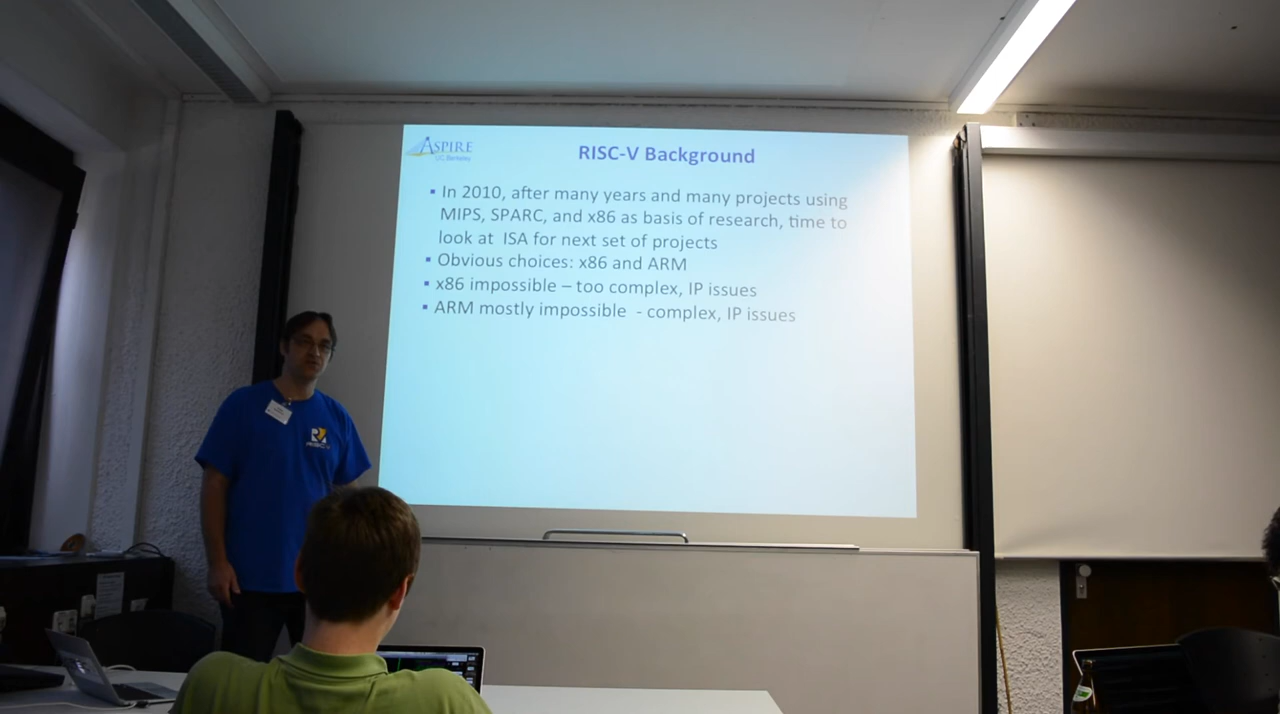 ASPIRE
UC Berkeley
RISC-V Background
▪ In 2010, after many years and many projects using
MIPS, SPARC, and x86 as basis of research, time to
look at  ISA for next set of projects
▪ Obvious choices: x86 and ARM
▪ x86 impossible – too complex, IP issues
▪ ARM mostly impossible  - complex, IP issues